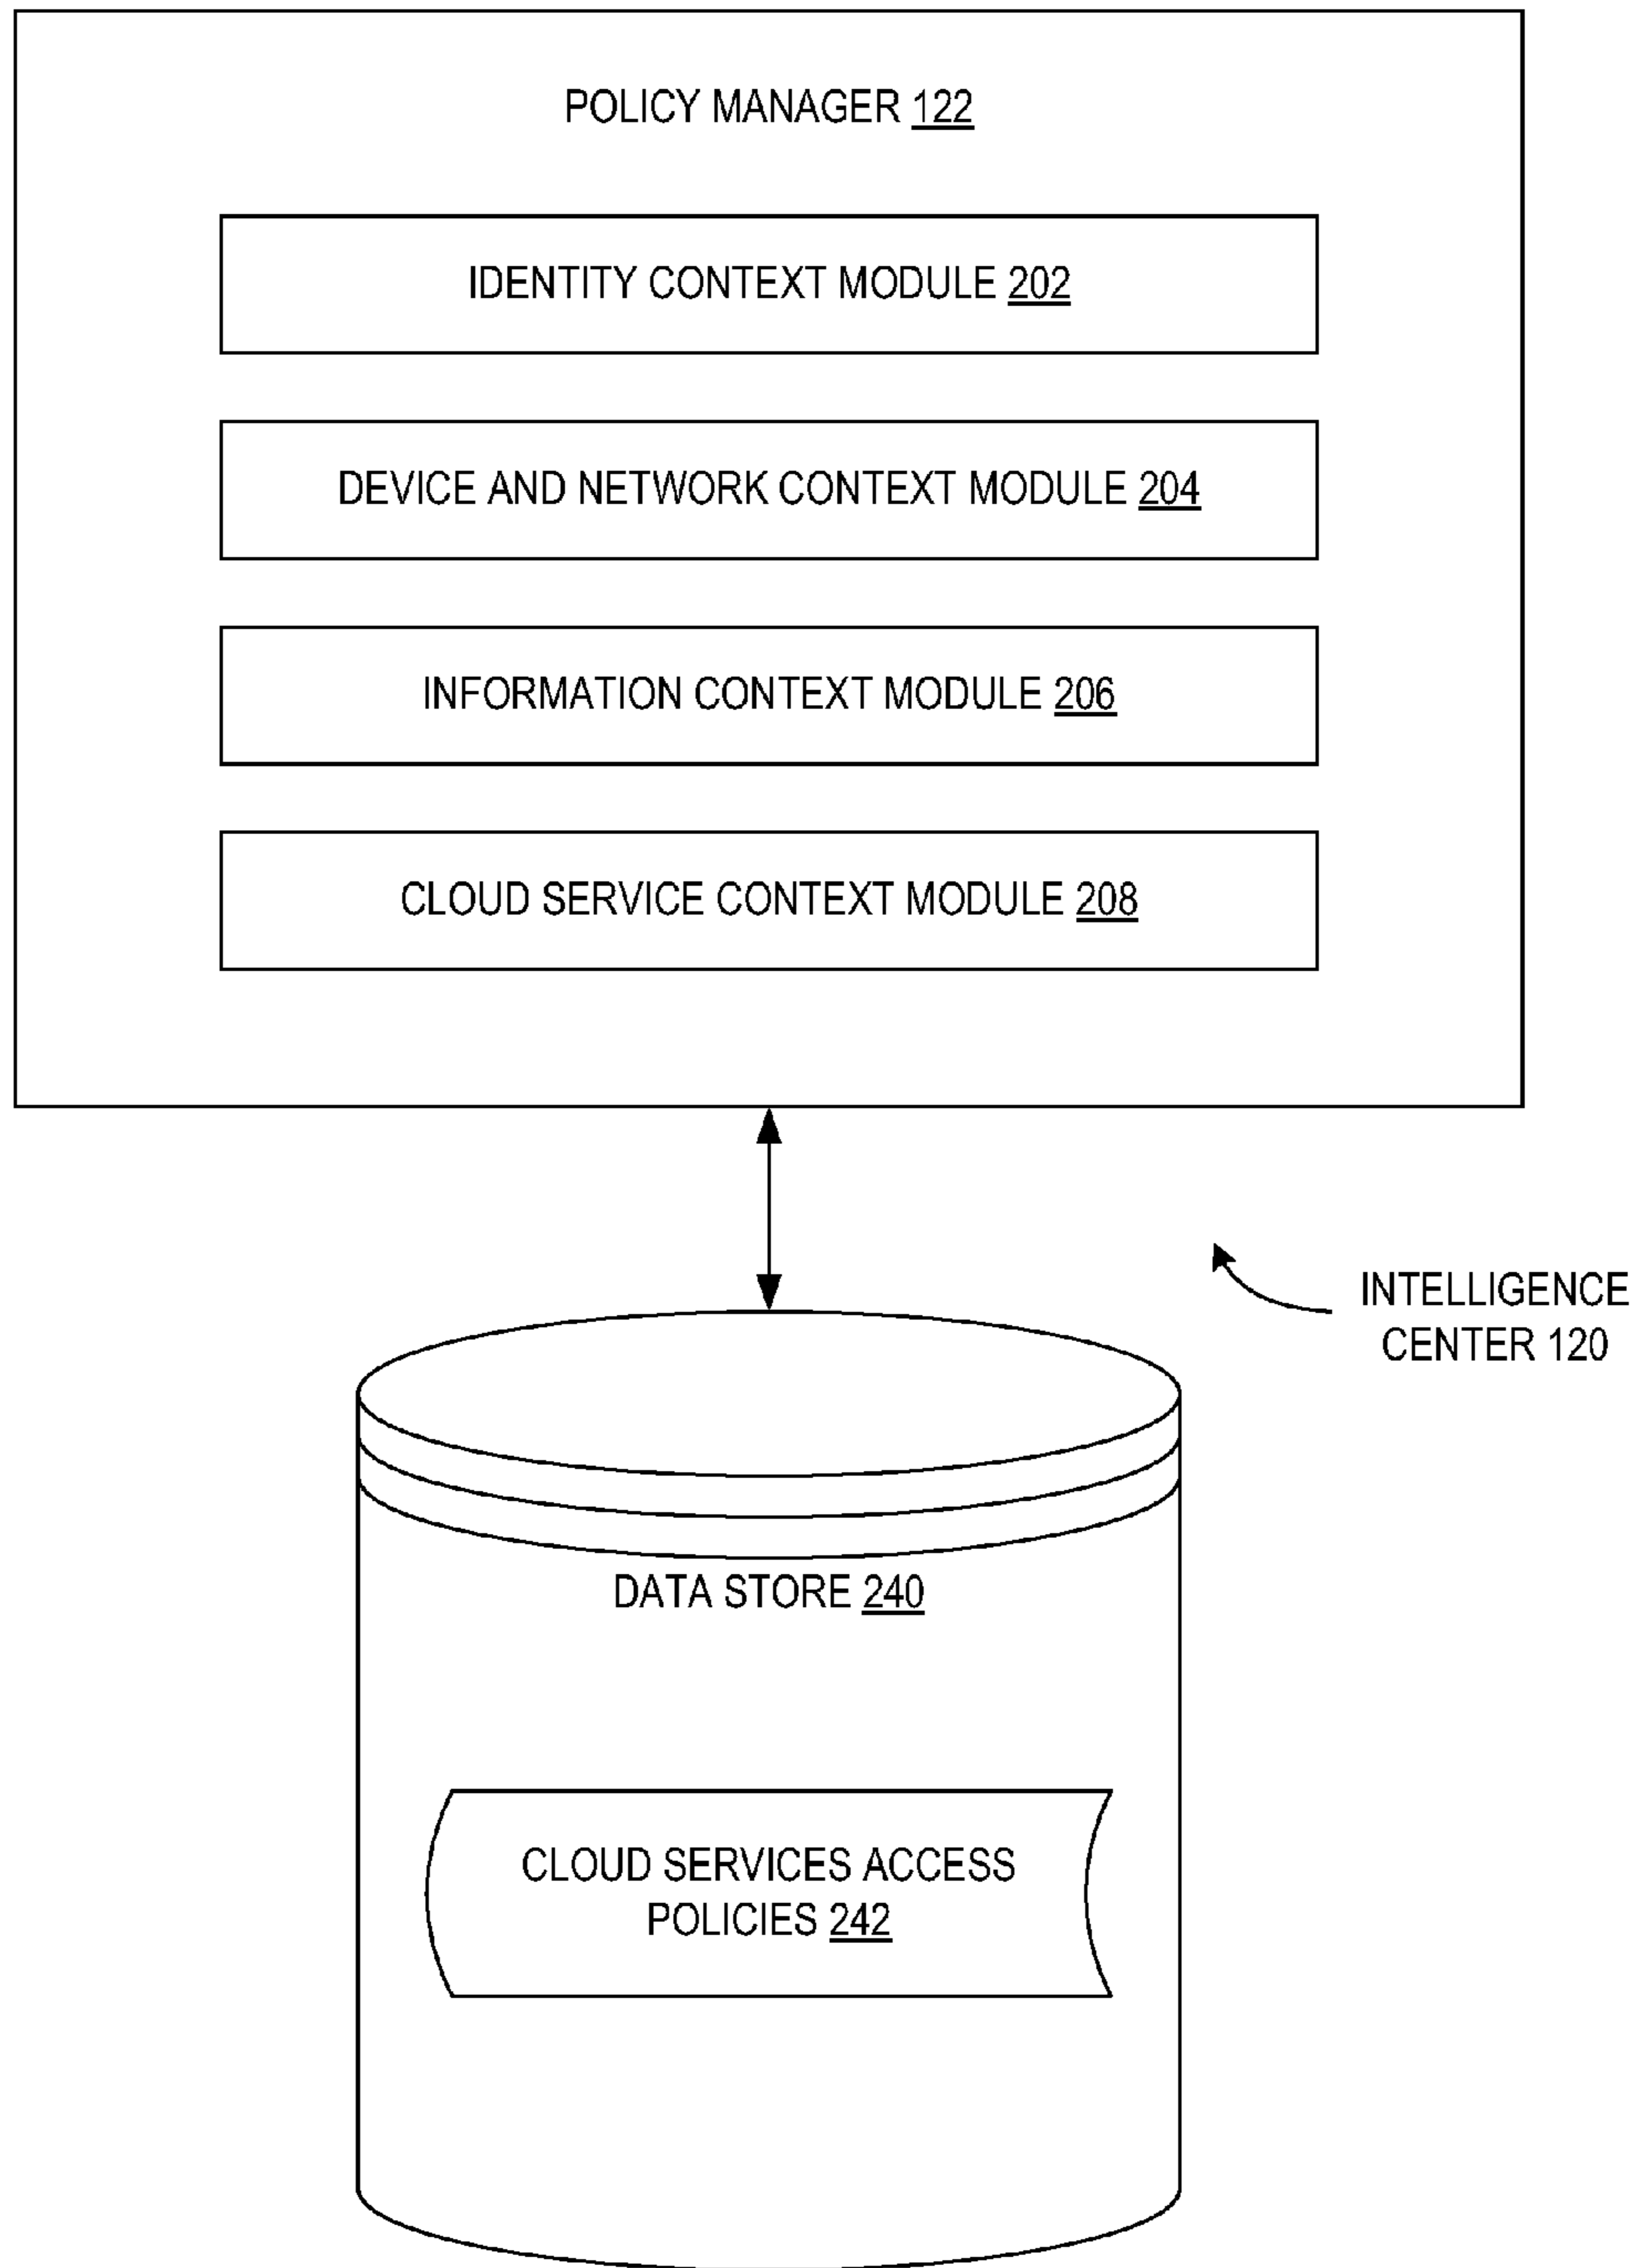 POLICY MANAGER 122
IDENTITY CONTEXT MODULE 202
DEVICE AND NETWORK CONTEXT MODULE 204
INFORMATION CONTEXT MODULE 206
CLOUD SERVICE CONTEXT MODULE 208
INTELLIGENCE
CENTER 120
DATA STORE 240
CLOUD SERVICES ACCESS
POLICIES 242